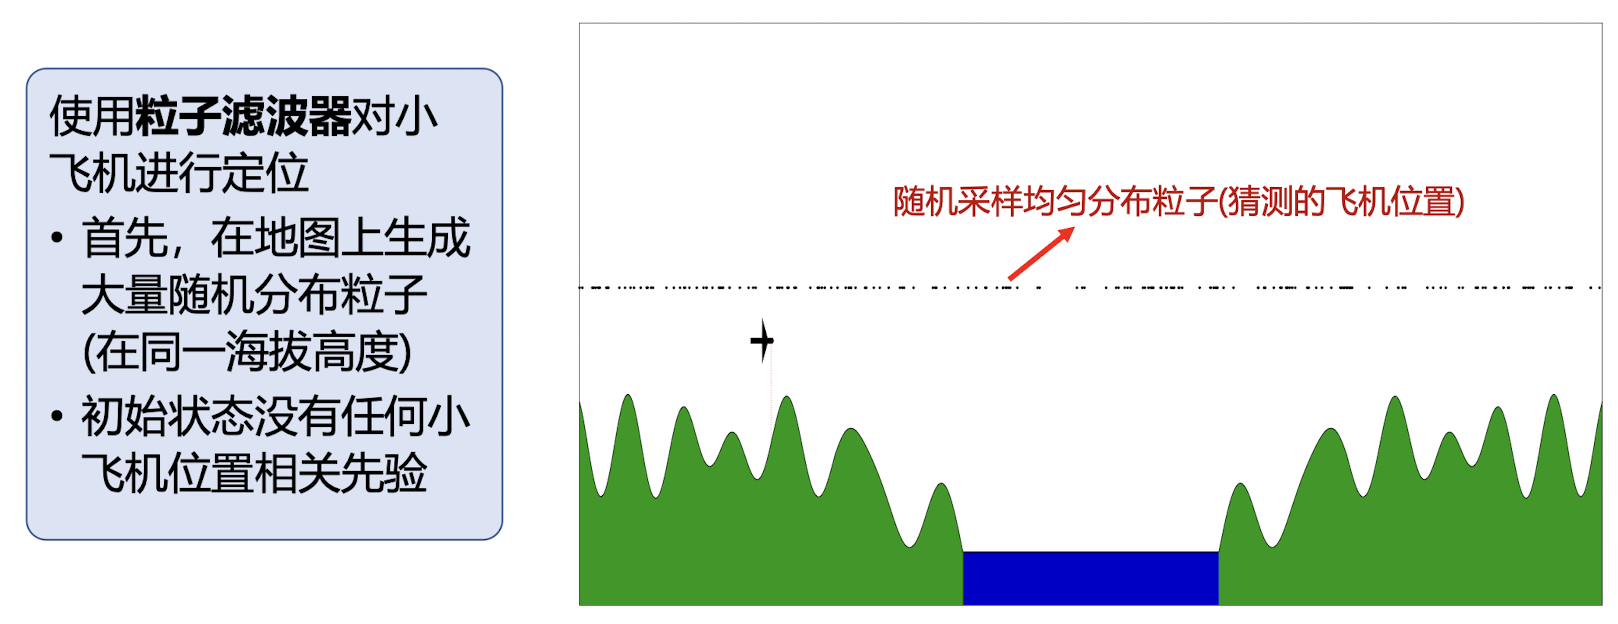 使用粒子滤波器对小
飞机进行定位
• 首先，在地图上生成
大量随机分布粒子
(在同一海拔高度)
• 初始状态没有任何小
飞机位置相关先验
随机采样均匀分布粒子(猜测的飞机位置)